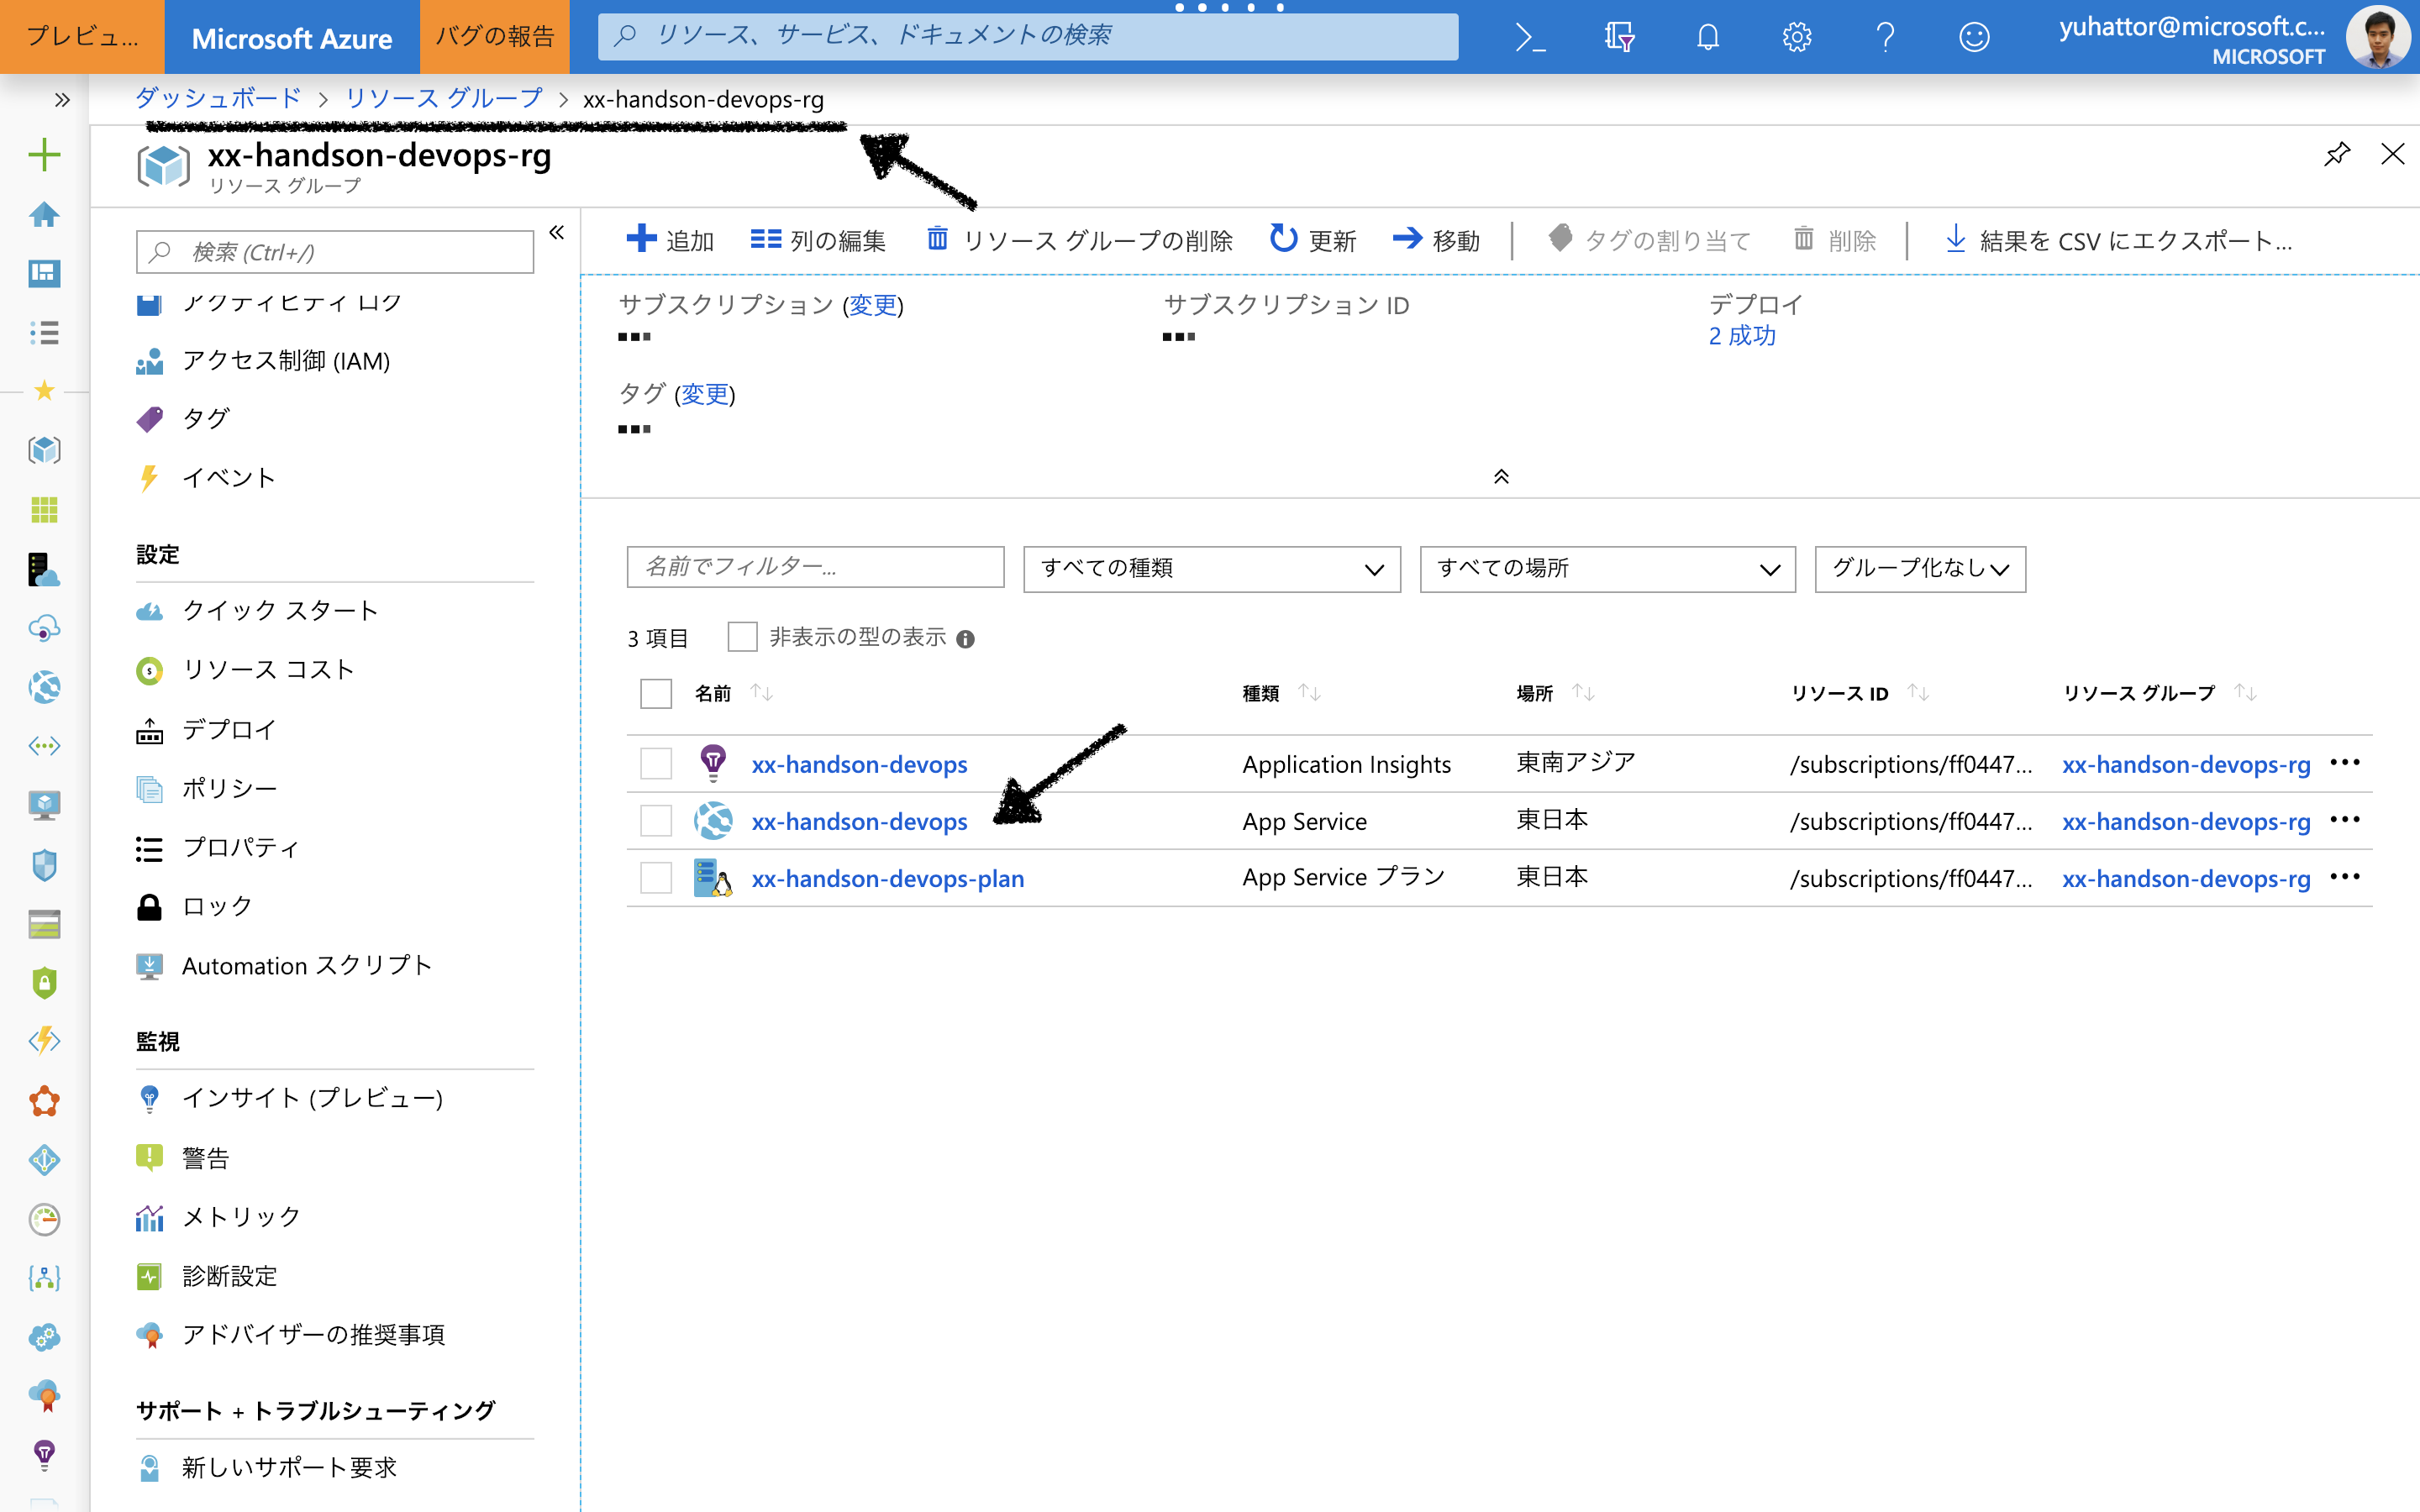 プレビュ...
Microsoft Azure
バグの報告
リソース、サービス、ドキュメントの検索
yuhattor@microsoft.c...
MICROSOFT
ダッシュボード > リソース グループ > xx-handson-devops-rg
xx-handson-devops-rg
リソース グループ
検索 (Ctrl+/)
アクティビティ ログ
アクセス制御 (IAM)
タグ
イベント
設定
クイック スタート
リソース コスト
デプロイ
ポリシー
プロパティ
ロック
Automation スクリプト
監視
インサイト (プレビュー)
警告
メトリック
診断設定
アドバイザーの推奨事項
サポート + トラブルシューティング
新しいサポート要求
追加 列の編集 リソース グループの削除 更新 移動 タグの割り当て 削除 結果を CSV にエクスポート...
サブスクリプション (変更) サブスクリプション ID デプロイ
2 成功
タグ (変更)
名前でフィルター... すべての種類 すべての場所 グループ化なし
3 項目 非表示の型の表示
名前 種類 場所 リソース ID リソース グループ
xx-handson-devops Application Insights 東南アジア /subscriptions/ff0447... xx-handson-devops-rg
xx-handson-devops App Service 東日本 /subscriptions/ff0447... xx-handson-devops-rg
xx-handson-devops-plan App Service プラン 東日本 /subscriptions/ff0447... xx-handson-devops-rg